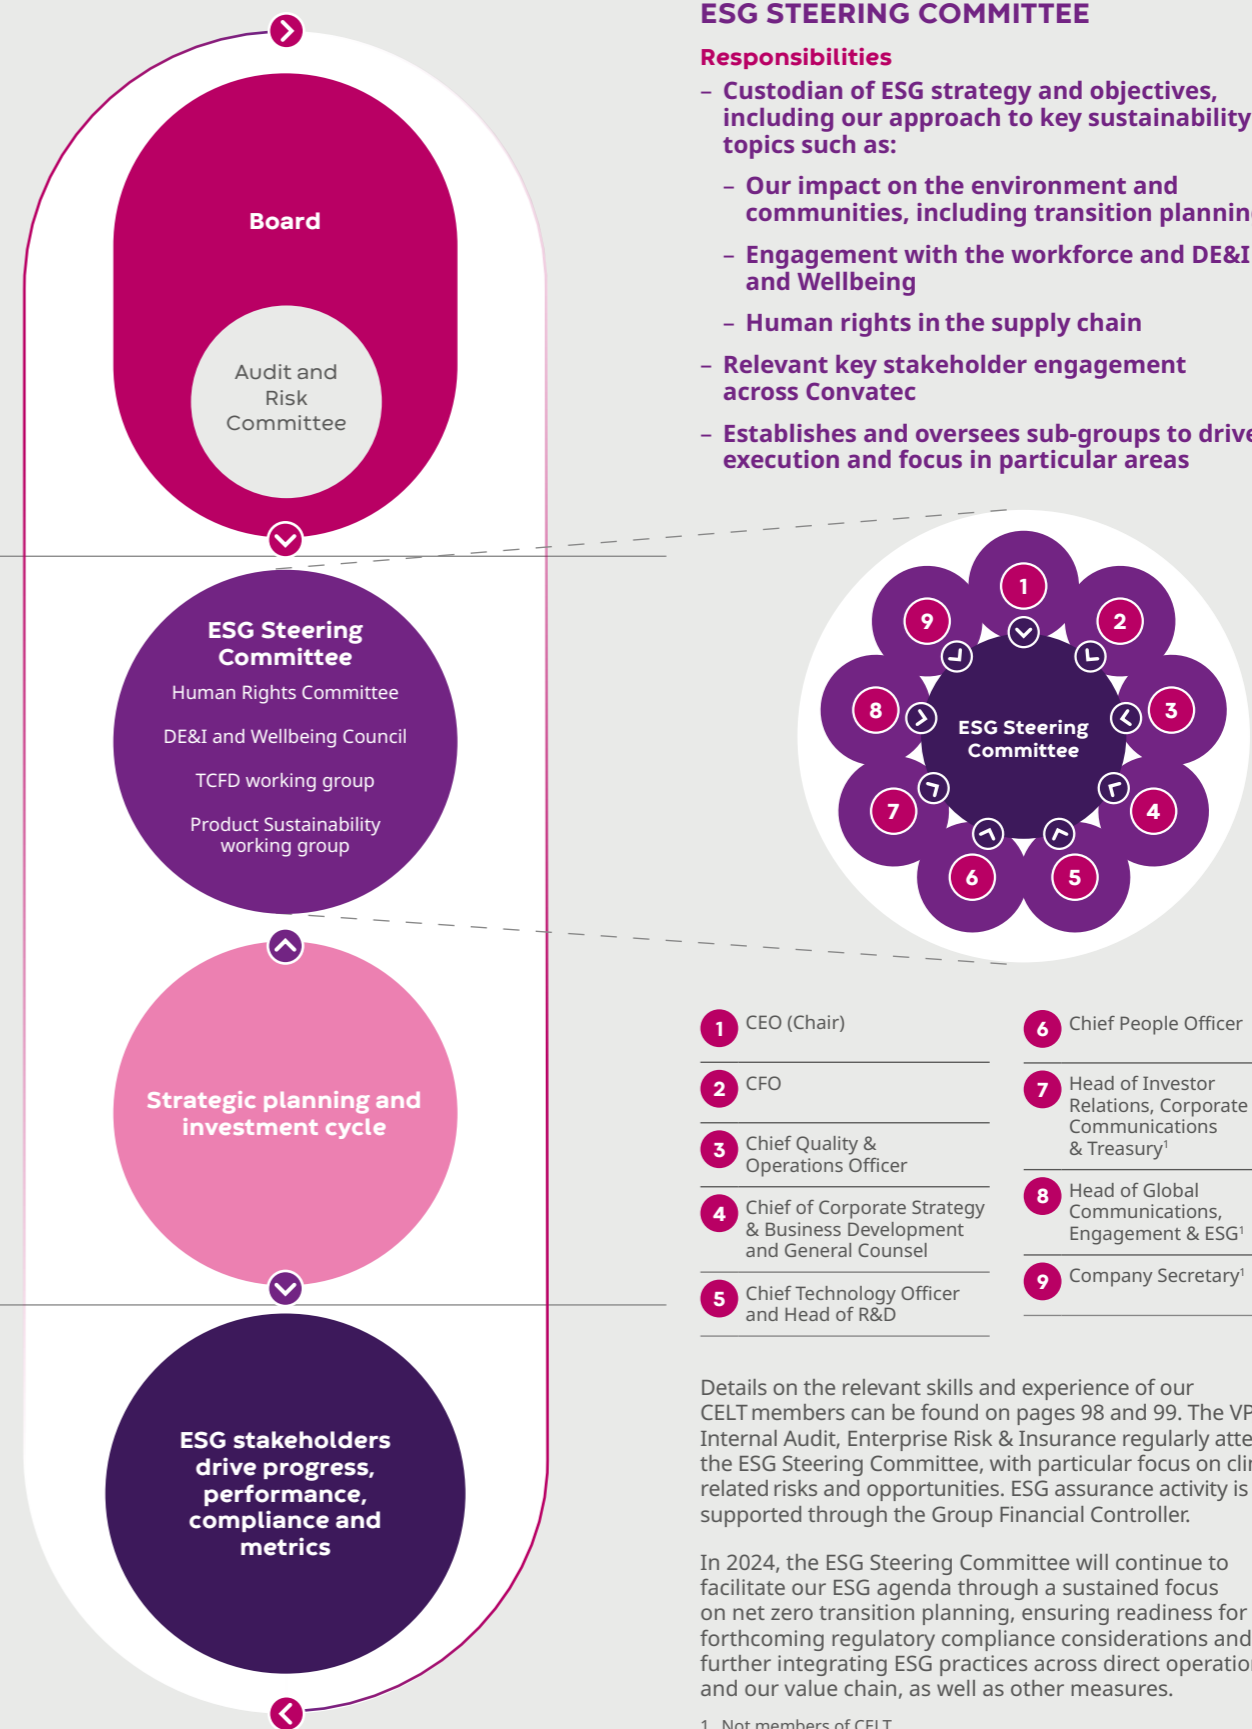 Board
Audit and
Risk
Committee
ESG Steering
Committee
Human Rights Committee
DE&I and Wellbeing Council
TCFD working group
Product Sustainability
working group
Strategic planning and
investment cycle
ESG stakeholders
drive progress,
performance,
compliance and
metrics
ESG STEERING COMMITTEE
Responsibilities
– Custodian of ESG strategy and objectives,
including our approach to key sustainability
topics such as:
– Our impact on the environment and
communities, including transition
– Engagement with the workforce and DE&I
and Wellbeing
– Human rights in the supply chain
– Relevant key stakeholder engagement
across Convatec
– Establishes and oversees sub-groups to drive
execution and focus in particular areas
1
2
3
4
5
6
7
8
9
ESG Steering
Committee
1 CEO (Chair)
2 CFO
3 Chief Quality &
Operations Officer
4 Chief of Corporate Strategy
& Business Development
and General Counsel
5 Chief Technology Officer
and Head of R&D
6 Chief People Officer
7 Head of Investor
Relations, Corporate
Communications
& Treasury¹
8 Head of Global
Communications,
Engagement & ESG¹
9 Company Secretary¹
Details on the relevant skills and experience of our
CELT members can be found on pages 98 and 99. The VP
Internal Audit, Enterprise Risk & Insurance regularly
the ESG Steering Committee, with particular focus on
related risks and opportunities. ESG assurance activity is
supported through the Group Financial Controller.
In 2024, the ESG Steering Committee will continue to
facilitate our ESG agenda through a sustained focus
on net zero transition planning, ensuring readiness for
forthcoming regulatory compliance considerations and
further integrating ESG practices across direct
and our value chain, as well as other measures.
1. Not members of CELT